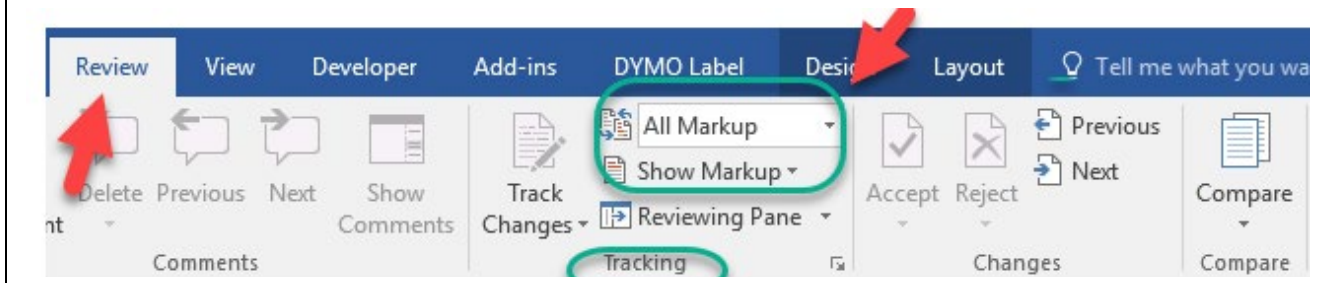 Review View Developer Add-ins DYMO Label Layout Tell me what you wa
All Markup Previous
Show Markup Next
Delete Previous Next Show Comments Track Changes Reviewing Pane Accept Reject Compare
nt
Comments Tracking Changes Compare